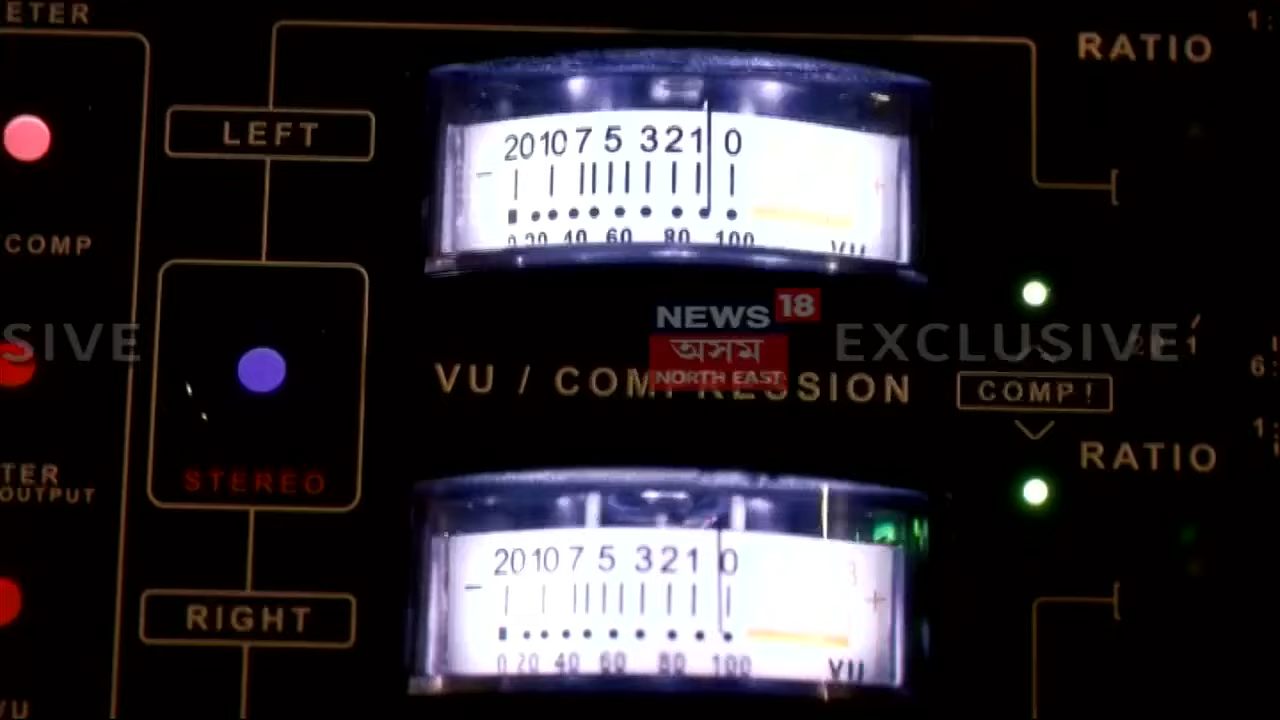 ETER
RATIO
LEFT
20 10 7 5 3 2 1 0
-
+
0 20 40 60 80 100
VU
COMP
NEWS 18
অসম
NORTH EAST
SIVE
EXCLUSIVE
VU / COMPRESSION
COMP!
RATIO
STEREO
TER
OUTPUT
20 10 7 5 3 2 1 0
3
-
+
0 20 40 60 80 100
VU
RIGHT
VU